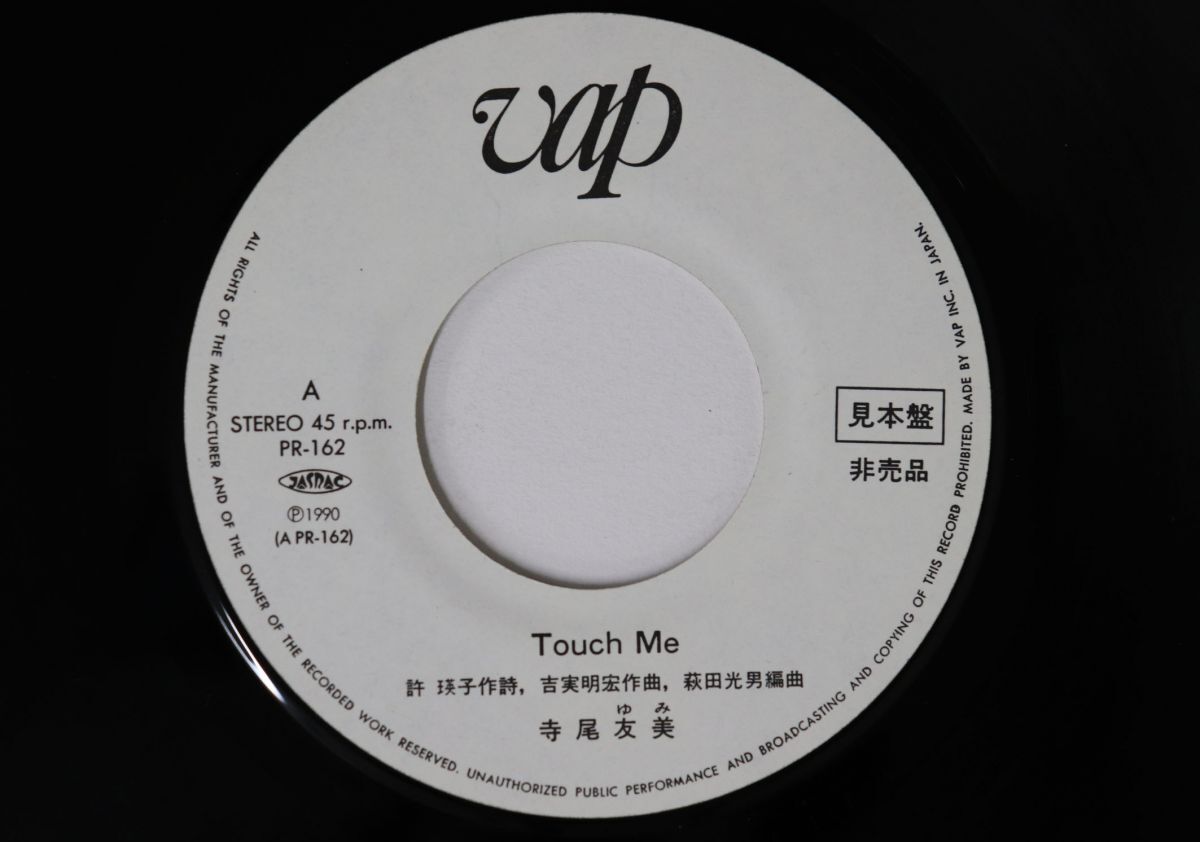 vap
A
STEREO 45 r.p.m.
PR-162
JASRAC
Ⓟ1990
(A PR-162)
見本盤
非売品
Touch Me
許 瑛子作詩, 吉実明宏作曲, 萩田光男編曲
ゆ み
寺尾友美
ALL RIGHTS OF THE MANUFACTURER AND OF THE OWNER OF THE RECORDED WORK RESERVED. UNAUTHORIZED PUBLIC PERFORMANCE AND BROADCASTING AND COPYING OF THIS RECORD PROHIBITED. MADE BY VAP INC. IN JAPAN.